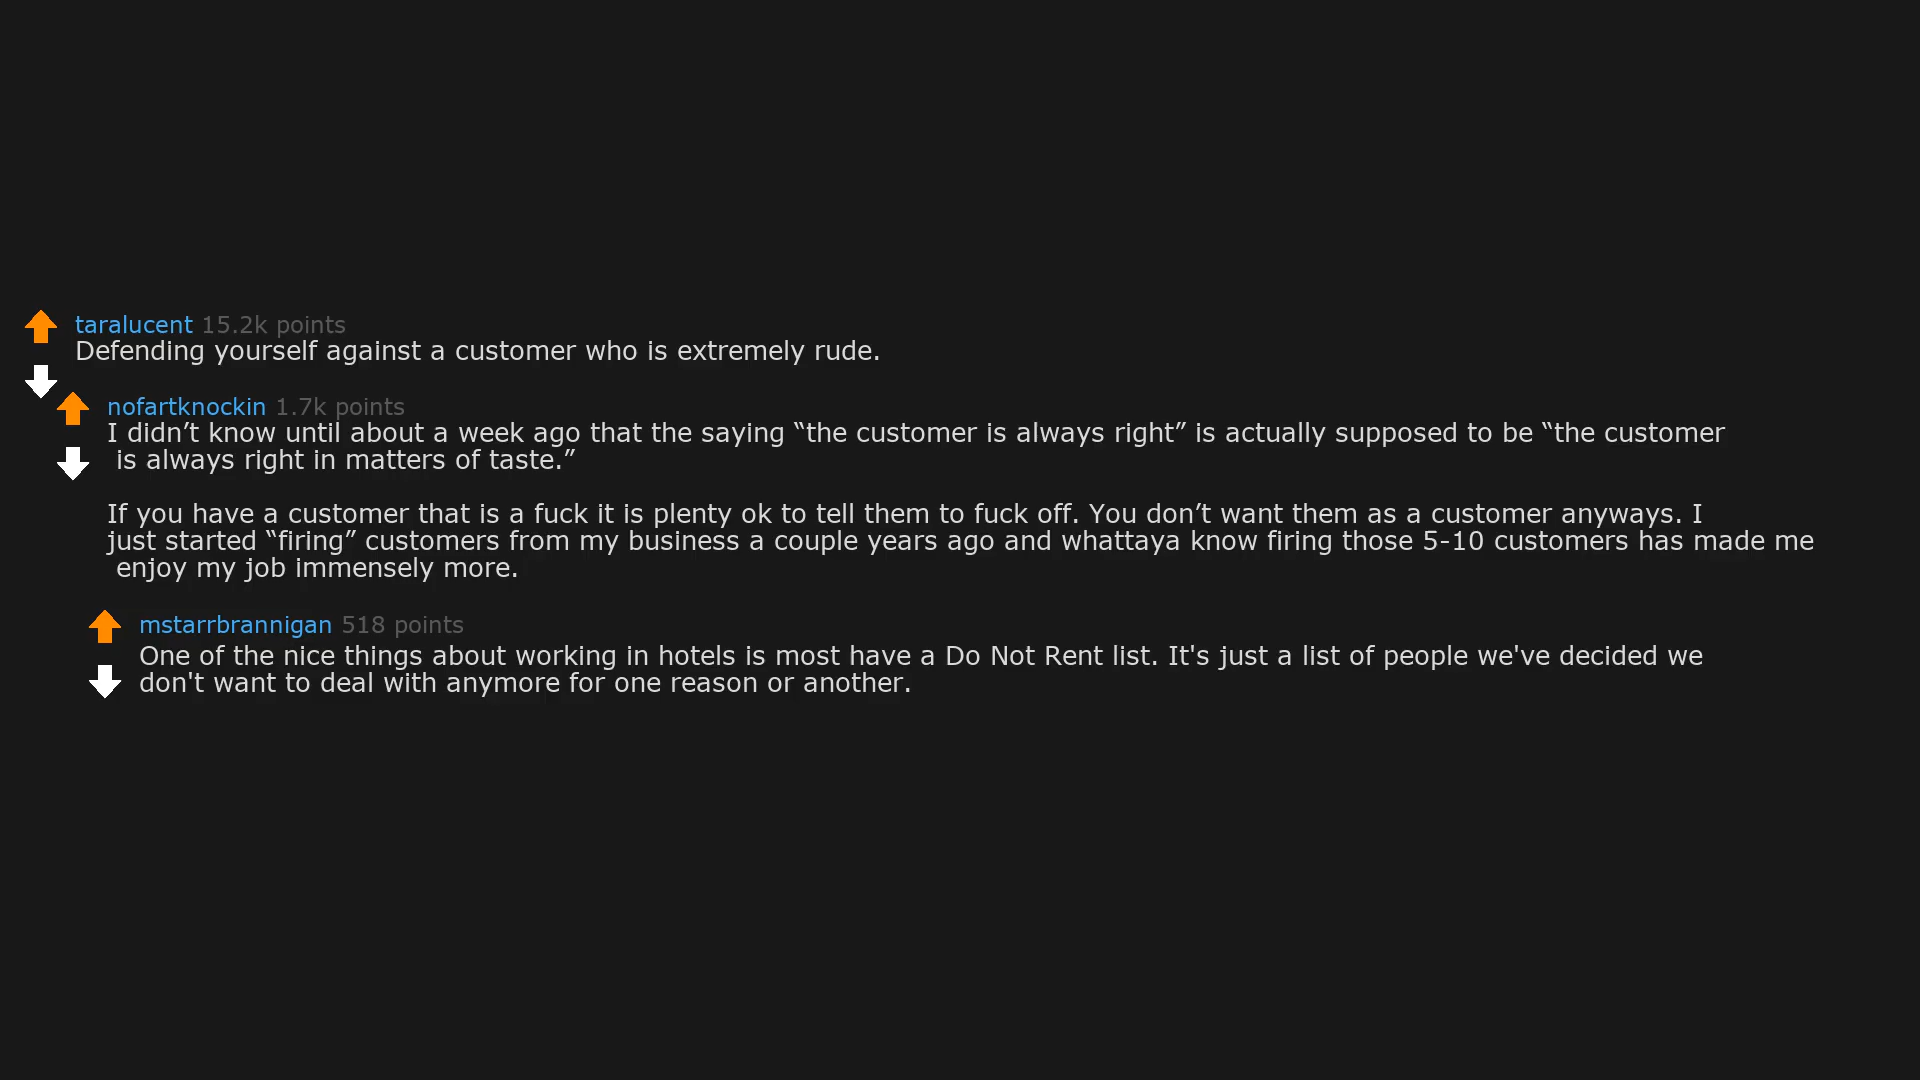 taralucent 15.2k points
Defending yourself against a customer who is extremely rude.
nofartknockin 1.7k points
I didn’t know until about a week ago that the saying “the customer is always right” is actually supposed to be “the customer
is always right in matters of taste.”
If you have a customer that is a fuck it is plenty ok to tell them to fuck off. You don’t want them as a customer anyways. I
just started “firing” customers from my business a couple years ago and whattaya know firing those 5-10 customers has made me
enjoy my job immensely more.
mstarrbrannigan 518 points
One of the nice things about working in hotels is most have a Do Not Rent list. It's just a list of people we've decided we
don't want to deal with anymore for one reason or another.